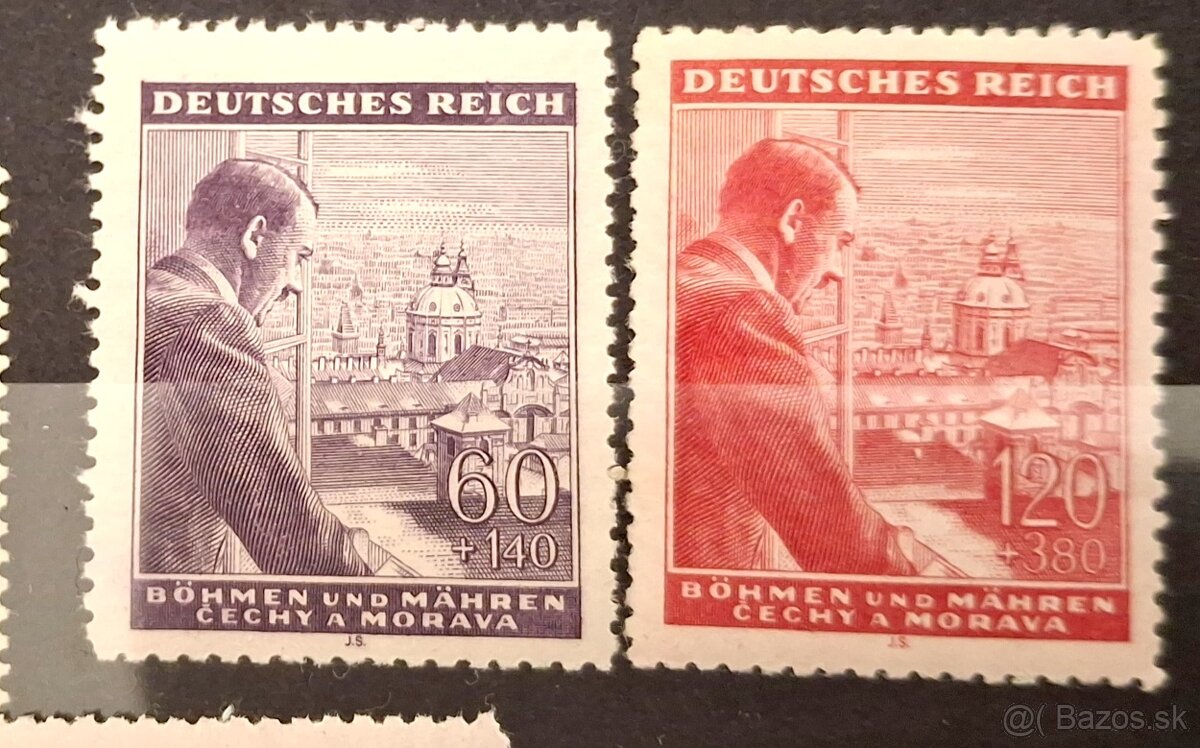 DEUTSCHES REICH
60
+140
BÖHMEN UND MÄHREN
ČECHY A MORAVA
J.S.
DEUTSCHES REICH
120
+380
BÖHMEN UND MÄHREN
ČECHY A MORAVA
J.S.
@( Bazos.sk